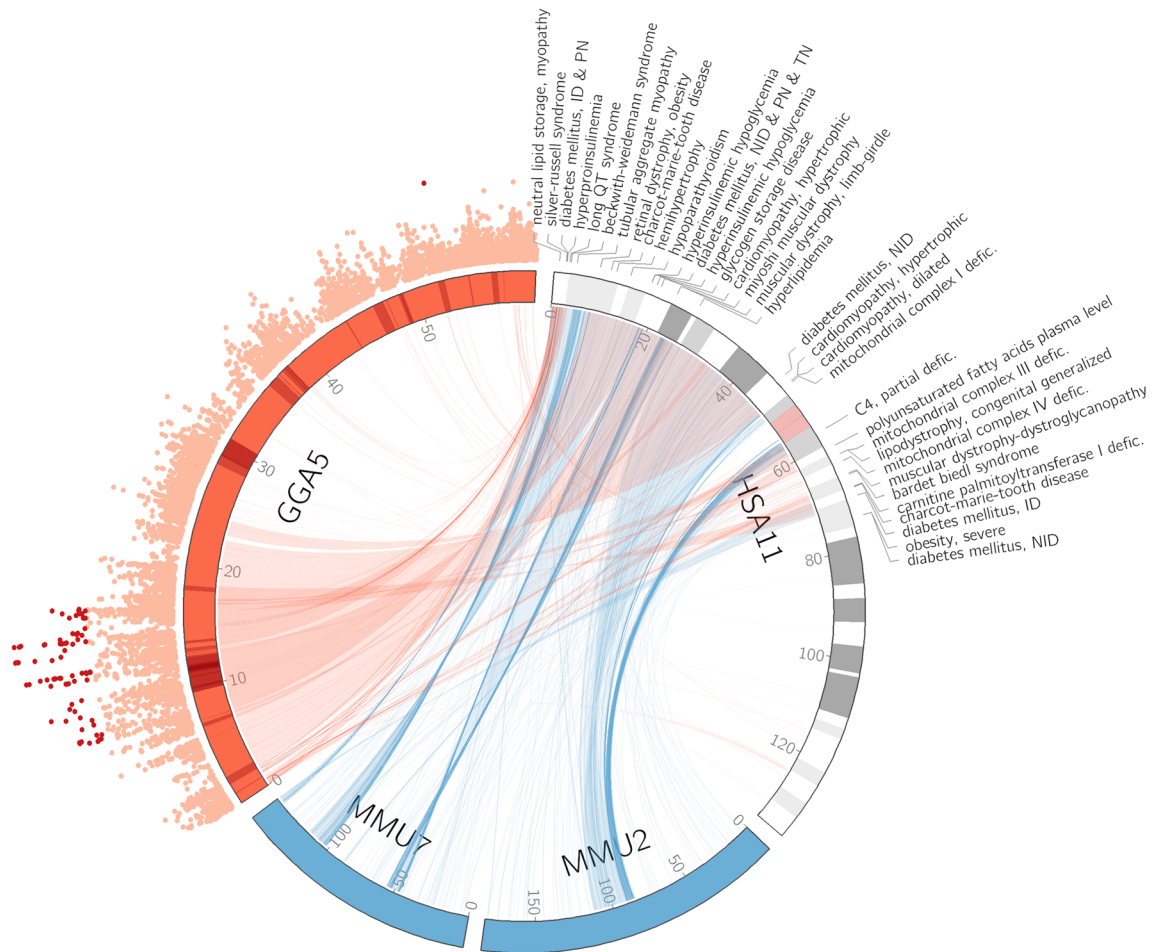 neutral lipid storage, myopathy
silver-russell syndrome
diabetes mellitus, ID & PN
hyperproinsulinemia
long QT syndrome
beckwith-weidemann syndrome
tubular aggregate myopathy
retinal dystrophy, obesity
charcot-marie-tooth disease
hemihypertrophy
hypoparathyroidism
hyperinsulinemic hypoglycemia
diabetes mellitus, NID & PN & TN
hyperinsulinemic hypoglycemia
glycogen storage disease
cardiomyopathy, hypertrophic
miyoshi muscular dystrophy
muscular dystrophy, limb-girdle
hyperlipidemia
diabetes mellitus, NID
cardiomyopathy, hypertrophic
cardiomyopathy, dilated
mitochondrial complex I defic.
C4, partial defic.
polyunsaturated fatty acids plasma level
mitochondrial complex III defic.
lipodystrophy, congenital generalized
mitochondrial complex IV defic.
muscular dystrophy-dystroglycanopathy
bardet biedl syndrome
carnitine palmitoyltransferase I defic.
charcot-marie-tooth disease
diabetes mellitus, ID
obesity, severe
diabetes mellitus, NID
HSA11
0
20
40
60
80
100
120
MMU2
0
50
100
150
MMU7
0
50
100
GGA5
0
10
20
30
40
50